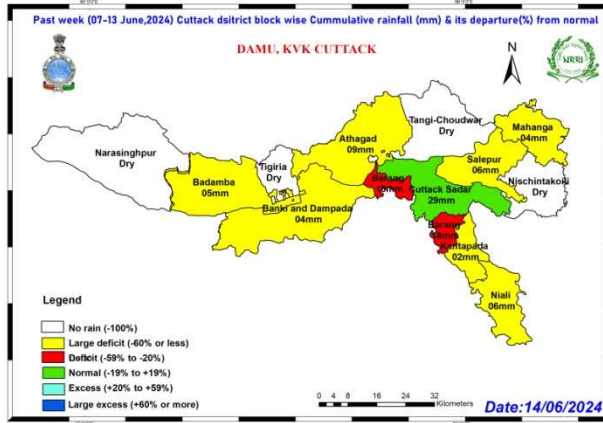 Past week (07-13 June,2024) Cuttack dsitrict block wise Cummulative rainfall (mm) & its departure(%) from normal
DAMU, KVK CUTTACK
N
NRRI
Tangi-Choudwar
Dry
Mahanga
04mm
Athagad
09mm
Narasinghpur
Dry
Salepur
06mm
Tigiria
Dry
Nischintakoili
Dry
Badamba
05mm
Barang
Cuttack Sadar
29mm
Banki and Dampada
04mm
Barang
Kantapada
02mm
Niali
06mm
Legend
No rain (-100%)
Large deficit (-60% or less)
Deficit (-59% to -20%)
Normal (-19% to +19%)
Excess (+20% to +59%)
Large excess (+60% or more)
0 4 8 16 24 32
Kilometers
Date:14/06/2024